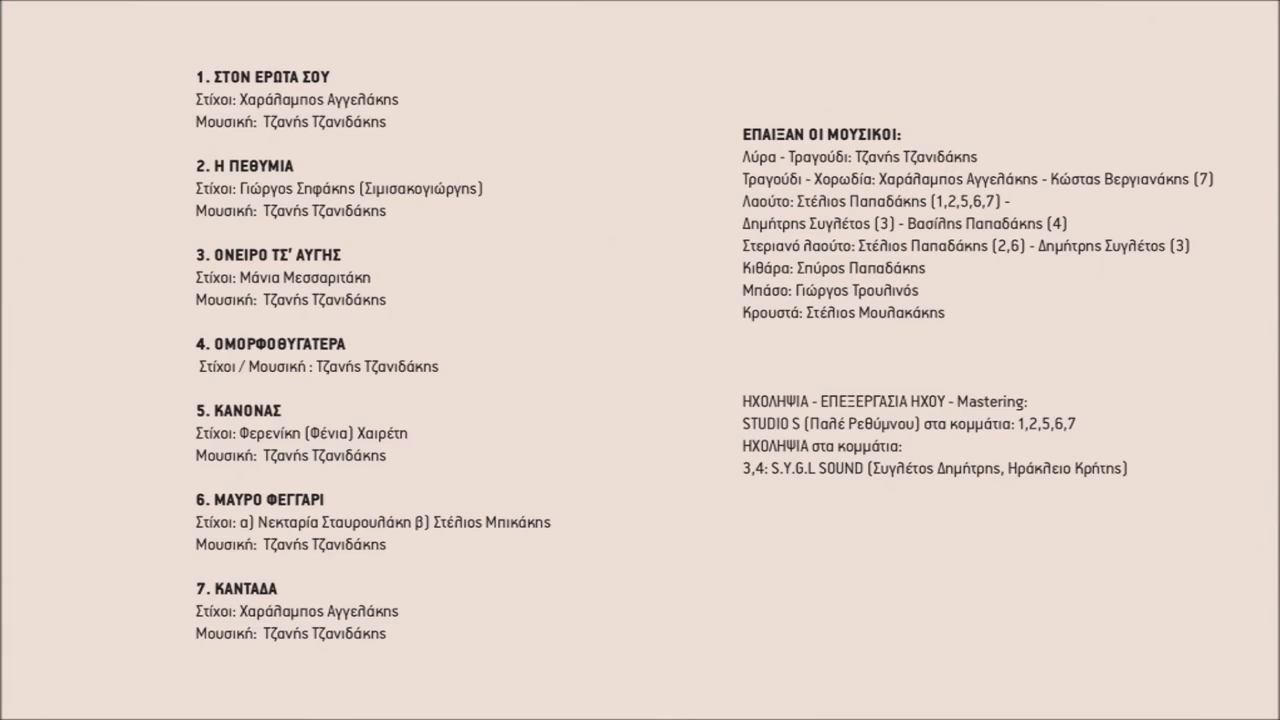 1. ΣΤΟΝ ΕΡΩΤΑ ΣΟΥ
Στίχοι: Χαράλαμπος Αγγελάκης
Μουσική: Τζανής Τζανιδάκης
2. Η ΠΕΘΥΜΙΑ
Στίχοι: Γιώργος Σηφάκης (Σιμισακογιώργης)
Μουσική: Τζανής Τζανιδάκης
3. ΟΝΕΙΡΟ ΤΣ' ΑΥΓΗΣ
Στίχοι: Μάνια Μεσσαριτάκη
Μουσική: Τζανής Τζανιδάκης
4. ΟΜΟΡΦΟΘΥΓΑΤΕΡΑ
Στίχοι / Μουσική : Τζανής Τζανιδάκης
5. ΚΑΝΟΝΑΣ
Στίχοι: Φερενίκη (Φένια) Χαιρέτη
Μουσική: Τζανής Τζανιδάκης
6. ΜΑΥΡΟ ΦΕΓΓΑΡΙ
Στίχοι: α) Νεκταρία Σταυρουλάκη β) Στέλιος Μπικάκης
Μουσική: Τζανής Τζανιδάκης
7. ΚΑΝΤΑΔΑ
Στίχοι: Χαράλαμπος Αγγελάκης
Μουσική: Τζανής Τζανιδάκης
ΕΠΑΙΞΑΝ ΟΙ ΜΟΥΣΙΚΟΙ:
Λύρα - Τραγούδι: Τζανής Τζανιδάκης
Τραγούδι - Χορωδία: Χαράλαμπος Αγγελάκης - Κώστας Βεργιανάκης (7)
Λαούτο: Στέλιος Παπαδάκης (1,2,5,6,7) -
Δημήτρης Συγλέτος (3) - Βασίλης Παπαδάκης (4)
Στεριανό λαούτο: Στέλιος Παπαδάκης (2,6) - Δημήτρης Συγλέτος (3)
Κιθάρα: Σπύρος Παπαδάκης
Μπάσο: Γιώργος Τρουλινός
Κρουστά: Στέλιος Μουλακάκης
ΗΧΟΛΗΨΙΑ - ΕΠΕΞΕΡΓΑΣΙΑ ΗΧΟΥ - Mastering:
STUDIO S (Παλέ Ρεθύμνου) στα κομμάτια: 1,2,5,6,7
ΗΧΟΛΗΨΙΑ στα κομμάτια:
3,4: S.Y.G.L SOUND (Συγλέτος Δημήτρης, Ηράκλειο Κρήτης)